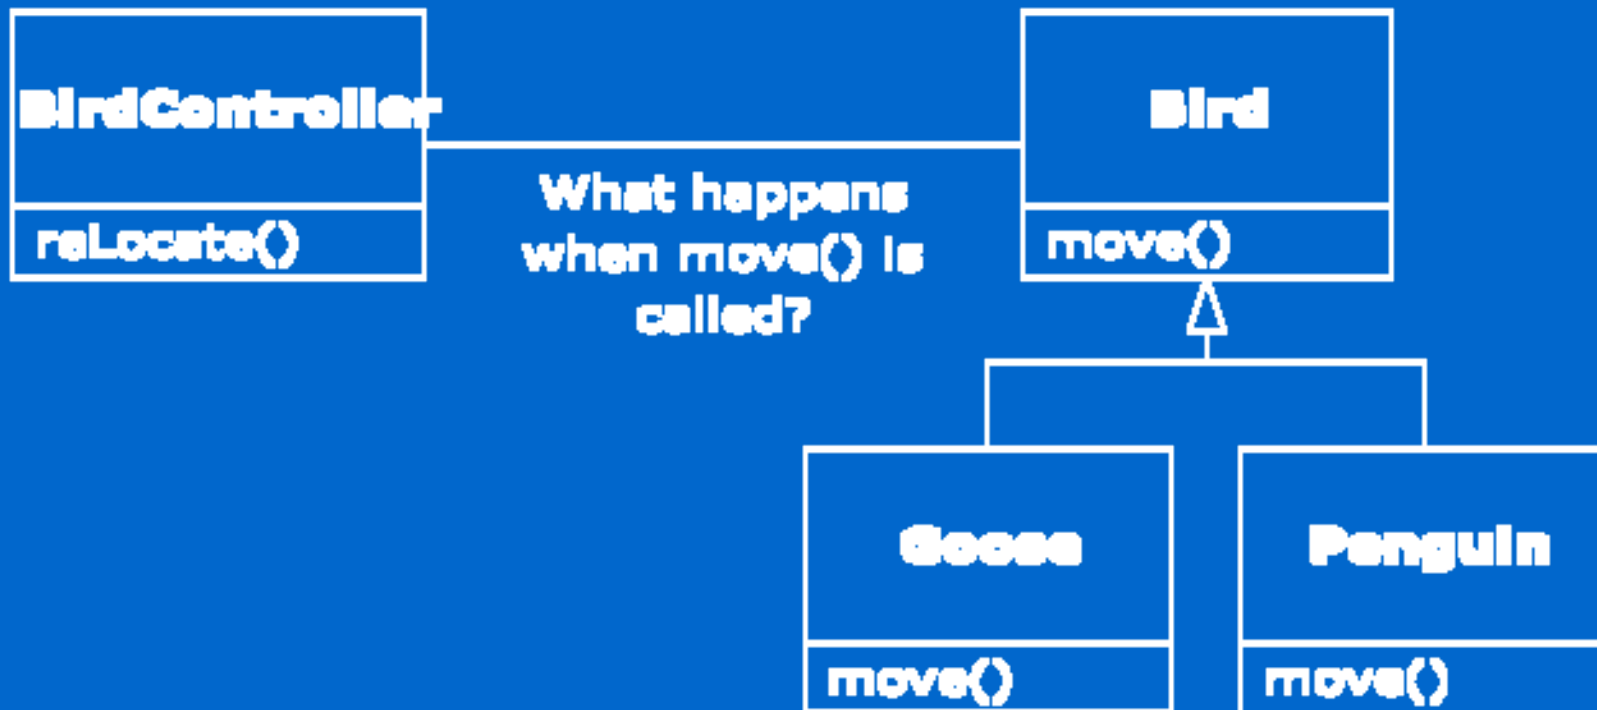 BirdController
Bird
reLocate()
What happens
when move() is
called?
move()
Goose
Penguin
move()
move()